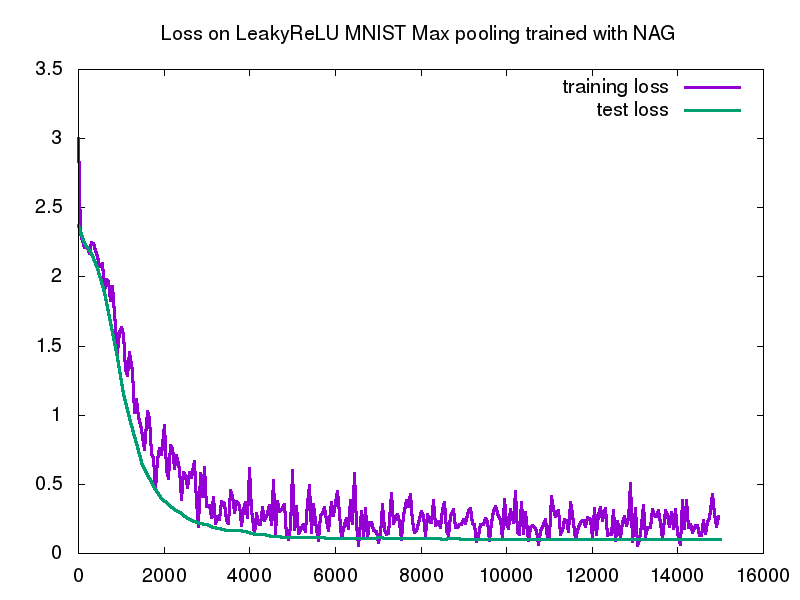 Loss on LeakyReLU MNIST Max pooling trained with NAG
3.5
training loss
test loss
3
2.5
2
1.5
1
0.5
0
0 2000 4000 6000 8000 10000 12000 14000 16000